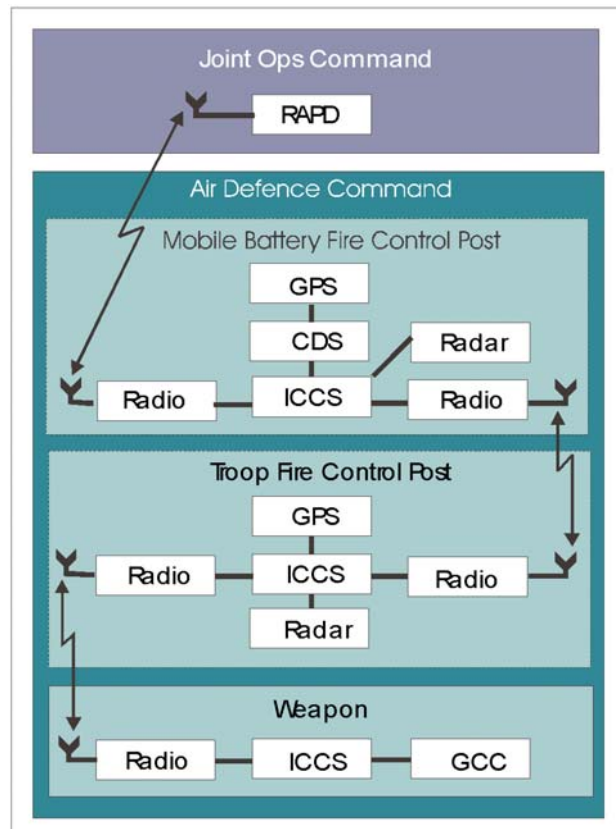 Joint Ops Command
RAPD
Air Defence Command
Mobile Battery Fire Control Post
GPS
CDS
Radar
Radio
ICCS
Radio
Troop Fire Control Post
GPS
Radio
ICCS
Radio
Radar
Weapon
Radio
ICCS
GCC